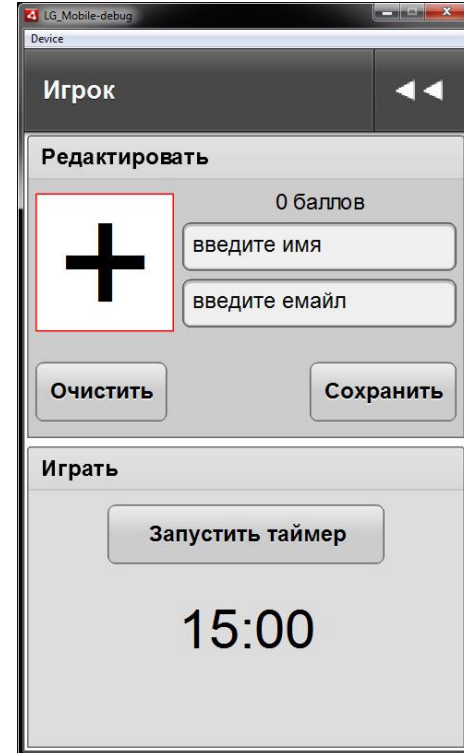 LG_Mobile-debug
Device
Игрок
Редактировать
0 баллов
введите имя
введите емайл
Очистить
Сохранить
Играть
Запустить таймер
15:00